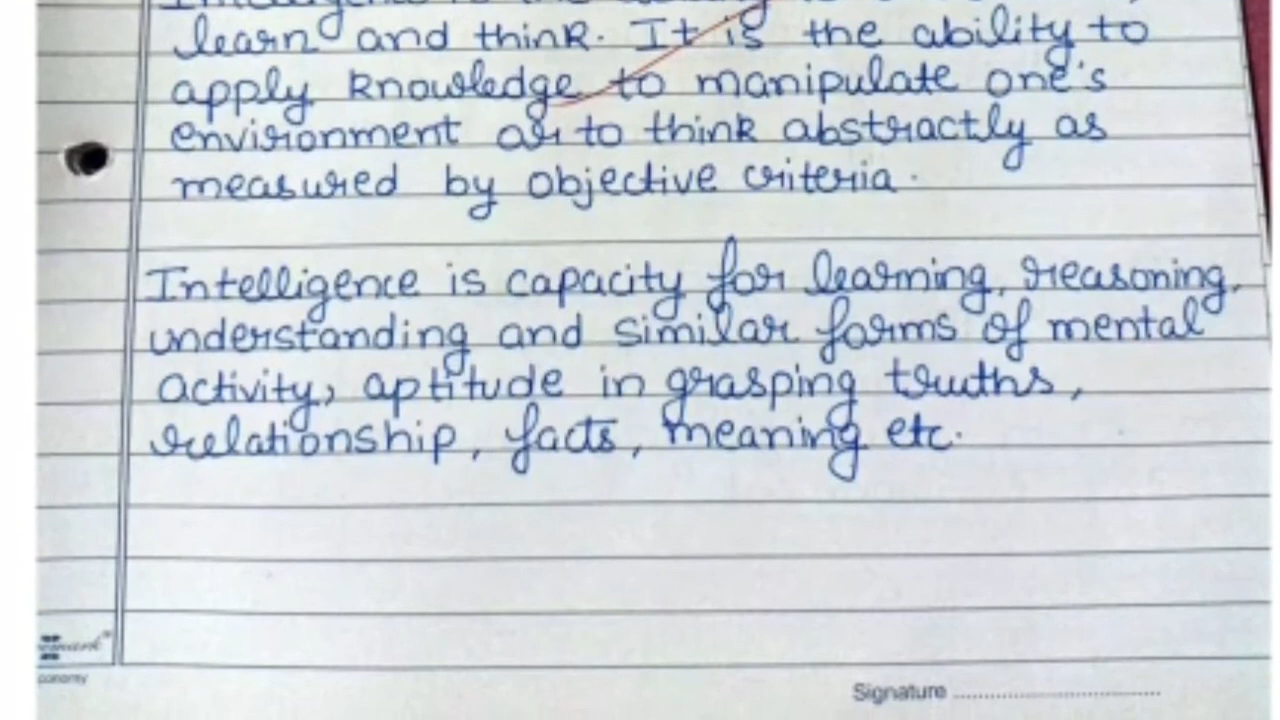 learn and think. It is the ability to
apply knowledge to manipulate one's
environment or to think abstractly as
measured by objective criteria.
Intelligence is capacity for learning, reasoning,
understanding and similar forms of mental
activity, aptitude in grasping truths,
relationship, facts, meaning etc.
Signature